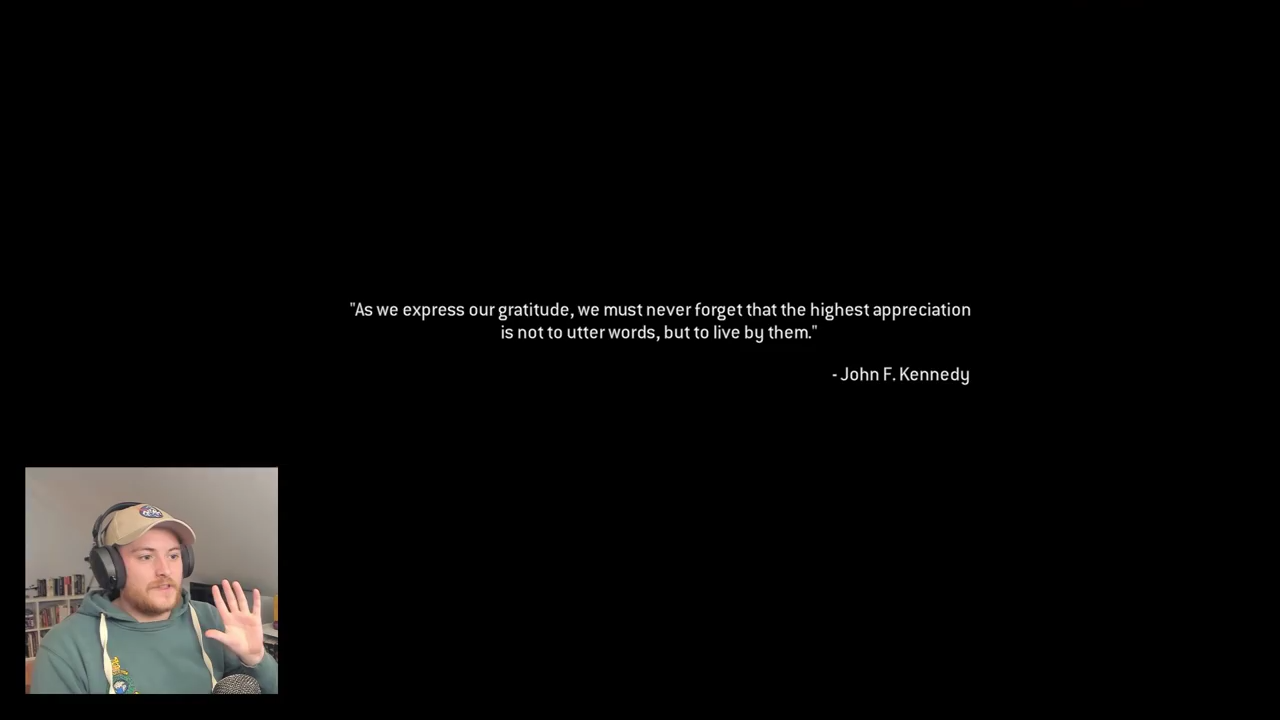 "As we express our gratitude, we must never forget that the highest appreciation
is not to utter words, but to live by them."
- John F. Kennedy